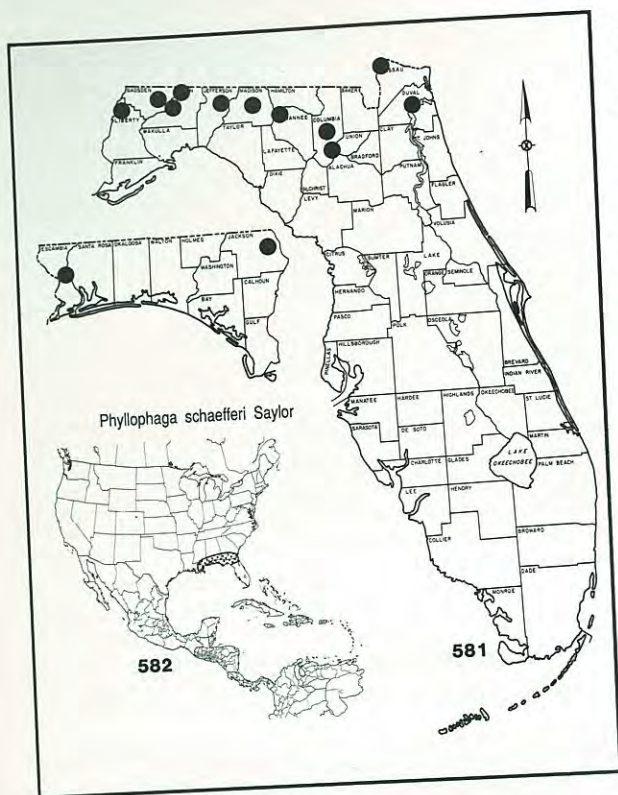 GADSDEN
JEFFERSON
MADISON
HAMILTON
BAKER
NASSAU
DUVAL
LIBERTY
WAKULLA
TAYLOR
COLUMBIA
UNION
CLAY
ST. JOHNS
FRANKLIN
LAFAYETTE
BRADFORD
DIXIE
ALACHUA
PUTNAM
GILCHRIST
FLAGLER
LEVY
MARION
VOLUSIA
ESCAMBIA
SANTA ROSA
OKALOOSA
WALTON
HOLMES
JACKSON
WASHINGTON
CALHOUN
BAY
GULF
CITRUS
SUMTER
LAKE
ORANGE
SEMINOLE
HERNANDO
PASCO
POLK
OSCEOLA
HILLSBOROUGH
PINELLAS
BREVARD
INDIAN RIVER
MANATEE
HARDEE
HIGHLANDS
OKEECHOBEE
ST. LUCIE
SARASOTA
DE SOTO
MARTIN
CHARLOTTE
GLADES
LAKE
OKEECHOBEE
PALM BEACH
LEE
HENDRY
COLLIER
BROWARD
DADE
MONROE
Phyllophaga schaefferi Saylor
582
581